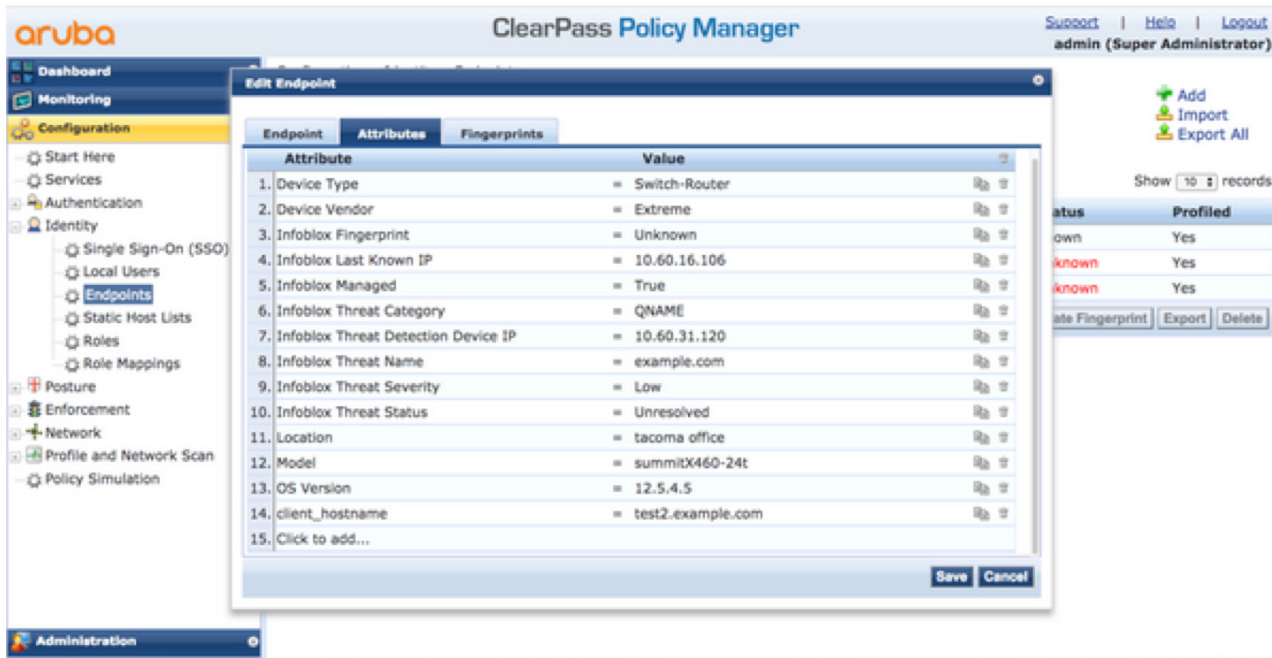 aruba
ClearPass Policy Manager
Support | Help | Logout
admin (Super Administrator)
Dashboard
Monitoring
Configuration
Start Here
Services
Authentication
Identity
Single Sign-On (SSO)
Local Users
Endpoints
Static Host Lists
Roles
Role Mappings
Posture
Enforcement
Network
Profile and Network Scan
Policy Simulation
Administration
Edit Endpoint
Endpoint Attributes Fingerprints
Attribute Value
1. Device Type = Switch-Router
2. Device Vendor = Extreme
3. Infoblox Fingerprint = Unknown
4. Infoblox Last Known IP = 10.60.16.106
5. Infoblox Managed = True
6. Infoblox Threat Category = QNAME
7. Infoblox Threat Detection Device IP = 10.60.31.120
8. Infoblox Threat Name = example.com
9. Infoblox Threat Severity = Low
10. Infoblox Threat Status = Unresolved
11. Location = tacoma office
12. Model = summitX460-24t
13. OS Version = 12.5.4.5
14. client_hostname = test2.example.com
15. Click to add...
Save Cancel
Add
Import
Export All
Show 10 records
atus Profiled
own Yes
known Yes
known Yes
ate Fingerprint Export Delete